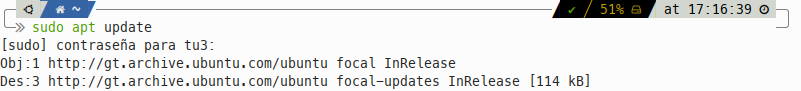 ~ ✔ 51% at 17:16:39
sudo apt update
[sudo] contraseña para tu3:
Obj:1 http://gt.archive.ubuntu.com/ubuntu focal InRelease
Des:3 http://gt.archive.ubuntu.com/ubuntu focal-updates InRelease [114 kB]